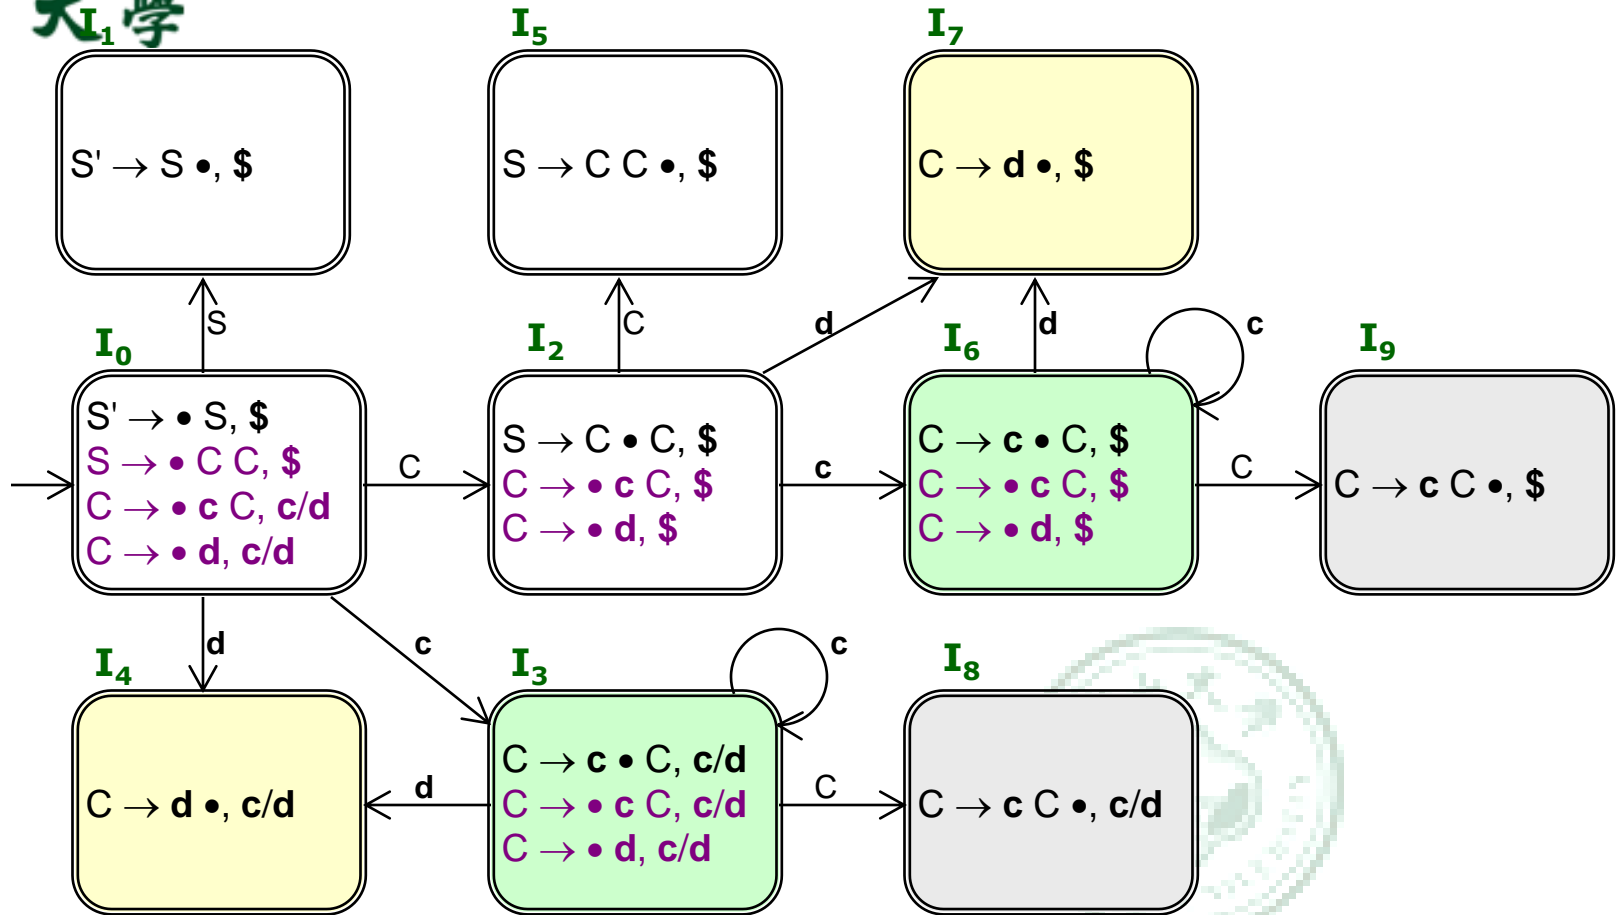 大學
I₁
I₅
I₇
S' → S •, $
S → C C •, $
C → d •, $
S
C
d
d
c
I₀
I₂
I₆
I₉
S' → • S, $
S → • C C, $
C → • c C, c/d
C → • d, c/d
C
S → C • C, $
C → • c C, $
C → • d, $
c
C → c • C, $
C → • c C, $
C → • d, $
C
C → c C •, $
d
c
c
I₄
I₃
I₈
C → d •, c/d
d
C → c • C, c/d
C → • c C, c/d
C → • d, c/d
C
C → c C •, c/d